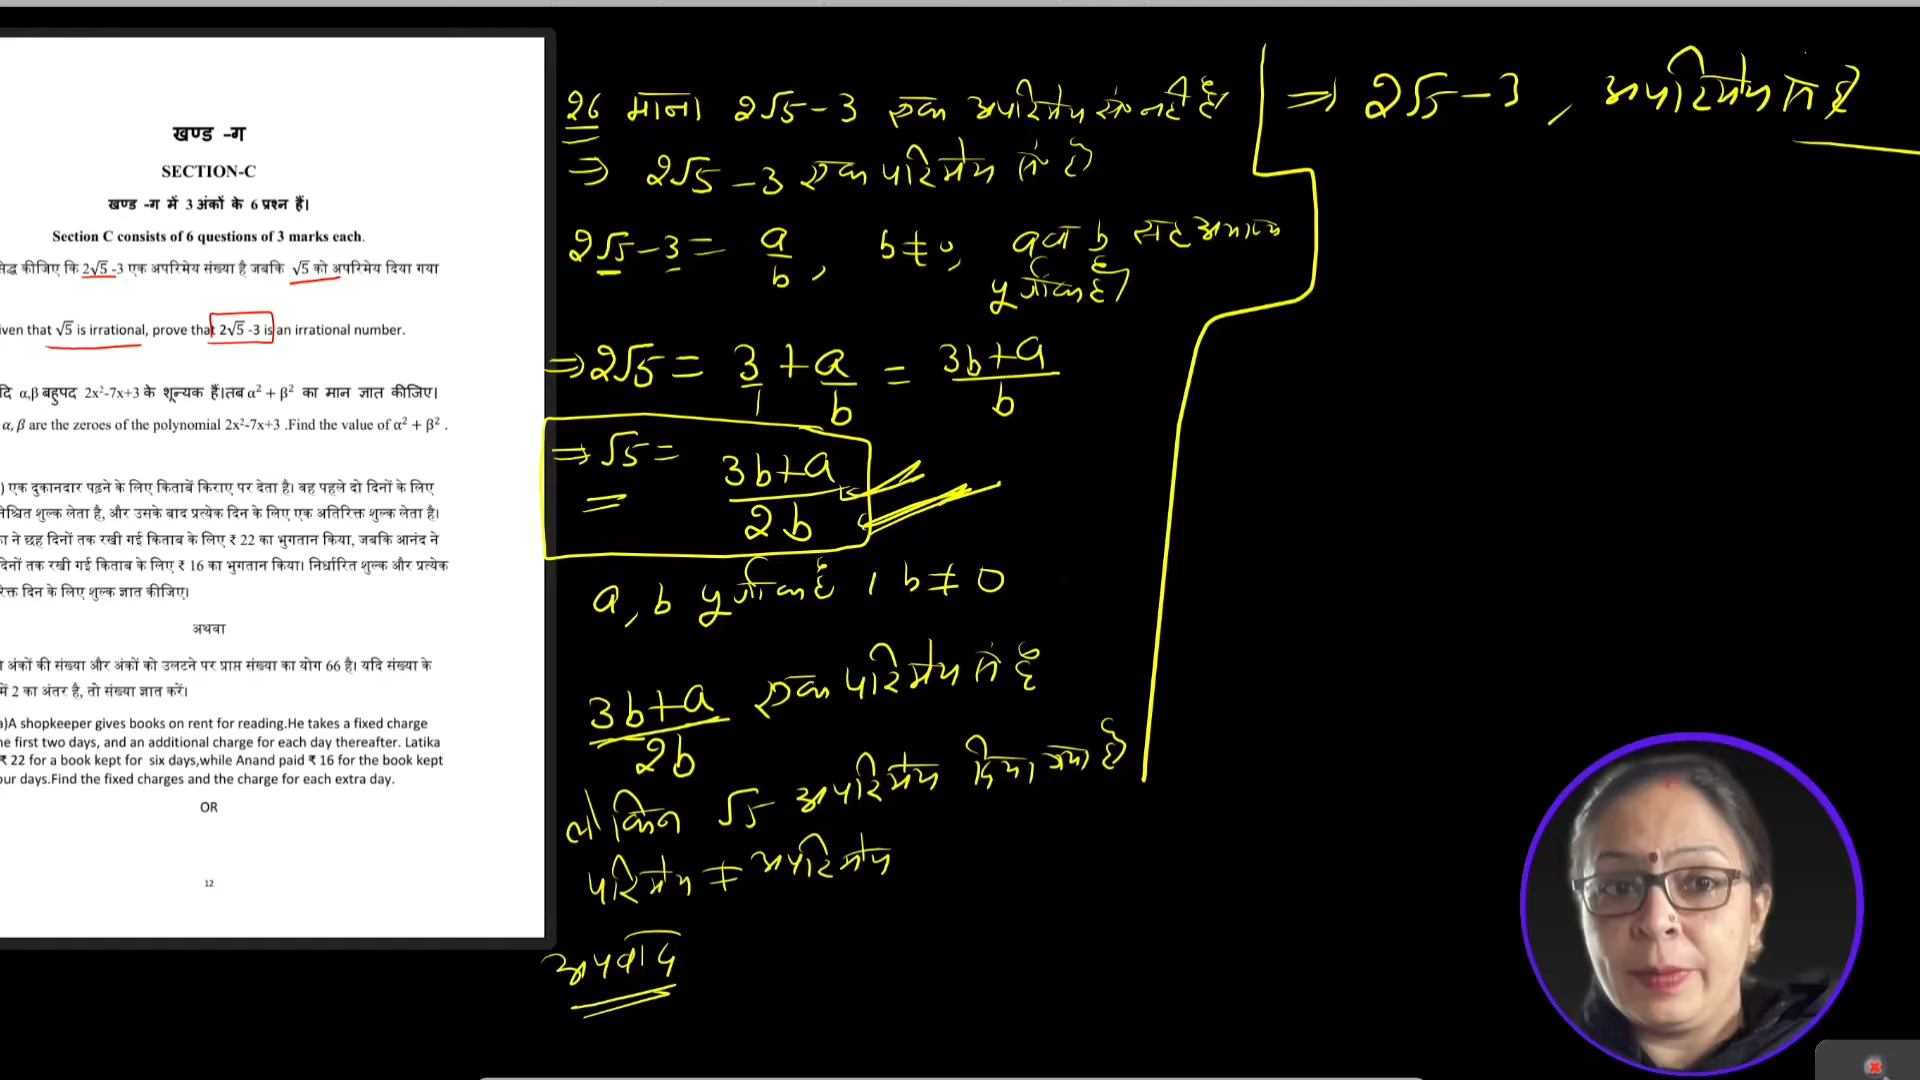 खण्ड -ग
SECTION-C
खण्ड -ग में 3 अंकों के 6 प्रश्न हैं।
Section C consists of 6 questions of 3 marks each.
सेद्ध कीजिए कि 2√5 -3 एक अपरिमेय संख्या है जबकि √5 को अपरिमेय दिया गया
iven that √5 is irrational, prove that 2√5 -3 is an irrational number.
दि α,β बहुपद 2x²-7x+3 के शून्यक हैं।तब α² + β² का मान ज्ञात कीजिए।
α, β are the zeroes of the polynomial 2x²-7x+3 .Find the value of α² + β² .
) एक दुकानदार पढ़ने के लिए किताबें किराए पर देता है। वह पहले दो दिनों के लिए
नेश्चित शुल्क लेता है, और उसके बाद प्रत्येक दिन के लिए एक अतिरिक्त शुल्क लेता है।
का ने छह दिनों तक रखी गई किताब के लिए ₹ 22 का भुगतान किया, जबकि आनंद ने
दिनों तक रखी गई किताब के लिए ₹ 16 का भुगतान किया। निर्धारित शुल्क और प्रत्येक
रेक्त दिन के लिए शुल्क ज्ञात कीजिए।
अथवा
अंकों की संख्या और अंकों को उलटने पर प्राप्त संख्या का योग 66 है। यदि संख्या के
में 2 का अंतर है, तो संख्या ज्ञात करें।
a)A shopkeeper gives books on rent for reading.He takes a fixed charge
he first two days, and an additional charge for each day thereafter. Latika
₹ 22 for a book kept for six days,while Anand paid ₹ 16 for the book kept
our days.Find the fixed charges and the charge for each extra day.
OR
12
26 माना 2√5-3 एक अपरिमेय सं० नहीं है।
⇒ 2√5-3 एक परिमेय सं है
2√5-3 = a/b, b≠0, a व b सह अभाज्य
पूर्णांक है।
⇒ 2√5 = 3/1 + a/b = 3b+a/b
⇒ √5 = 3b+a/2b
a, b पूर्णांक है, b≠0
3b+a/2b एक परिमेय सं है
लेकिन √5 अपरिमेय दिया गया है
परिमेय ≠ अपरिमेय
अपवाद
⇒ 2√5-3, अपरिमेय सं है